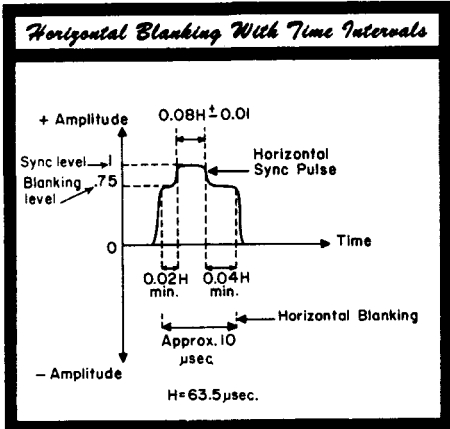 Horizontal Blanking With Time Intervals
+ Amplitude
0.08H ± 0.01
Sync level 1
Blanking .75
level
Horizontal
Sync Pulse
0
Time
0.02H
min.
0.04H
min.
Horizontal Blanking
Approx. 10
μsec
- Amplitude
H=63.5μsec.